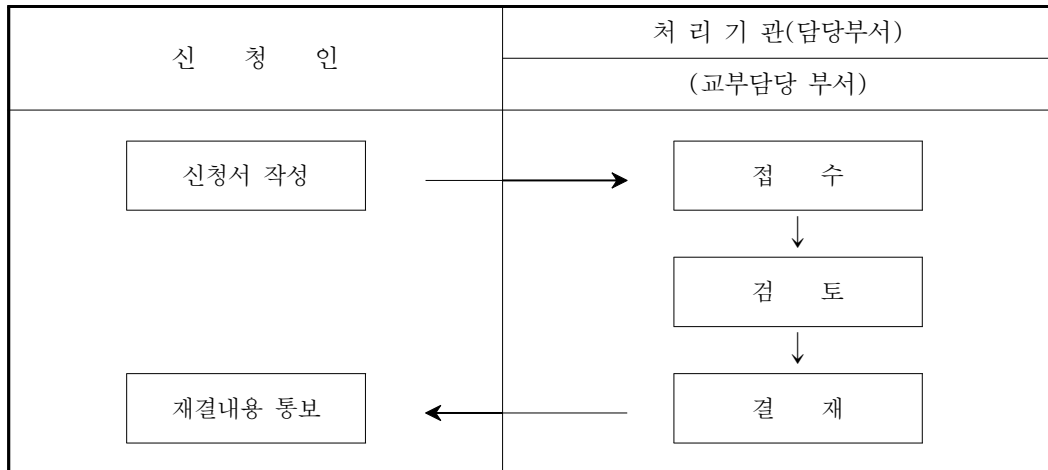 신 청 인
처 리 기 관(담당부서)
(교부담당 부서)
신청서 작성
접 수
검 토
재결내용 통보
결 재